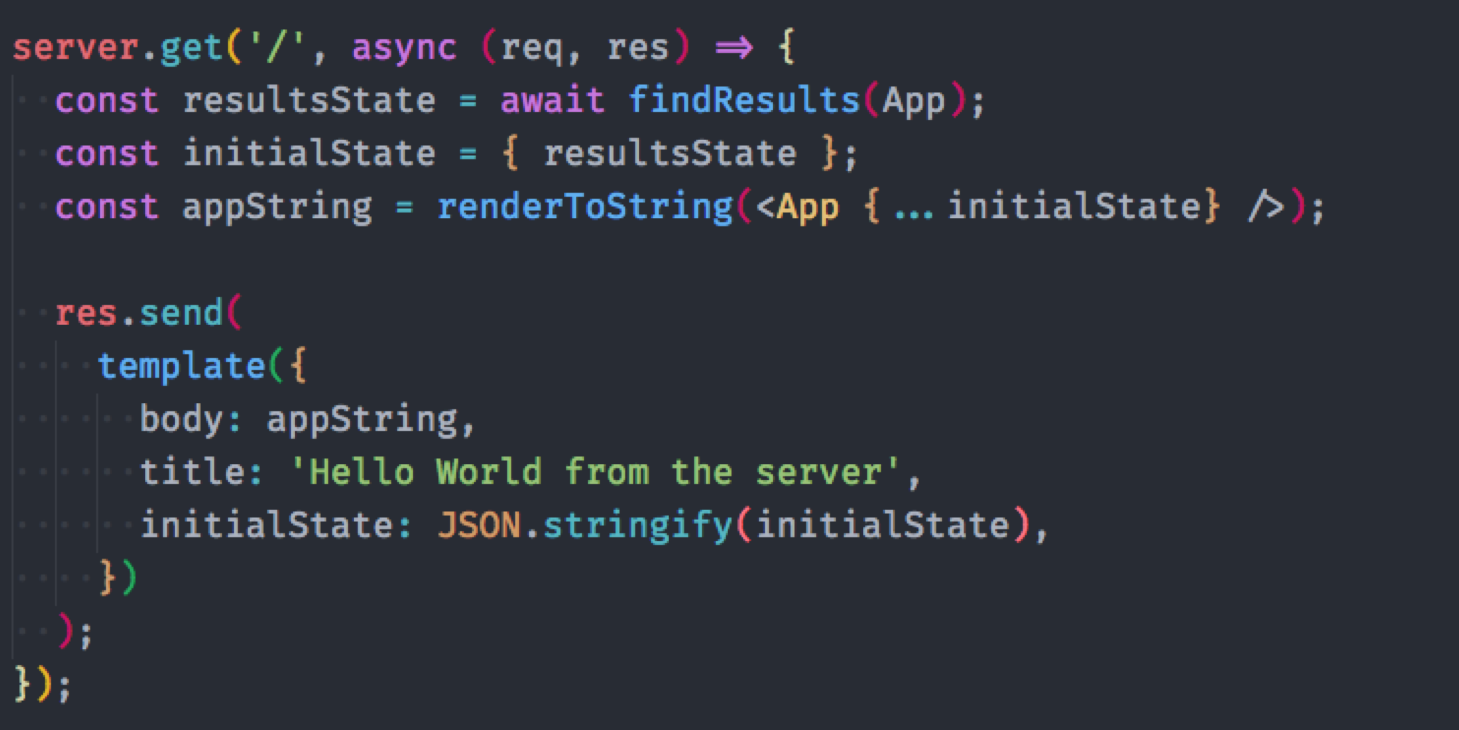 server.get('/', async (req, res) => {
  const resultsState = await findResults(App);
  const initialState = { resultsState };
  const appString = renderToString(<App {...initialState} />);

  res.send(
    template({
      body: appString,
      title: 'Hello World from the server',
      initialState: JSON.stringify(initialState),
    })
  );
});